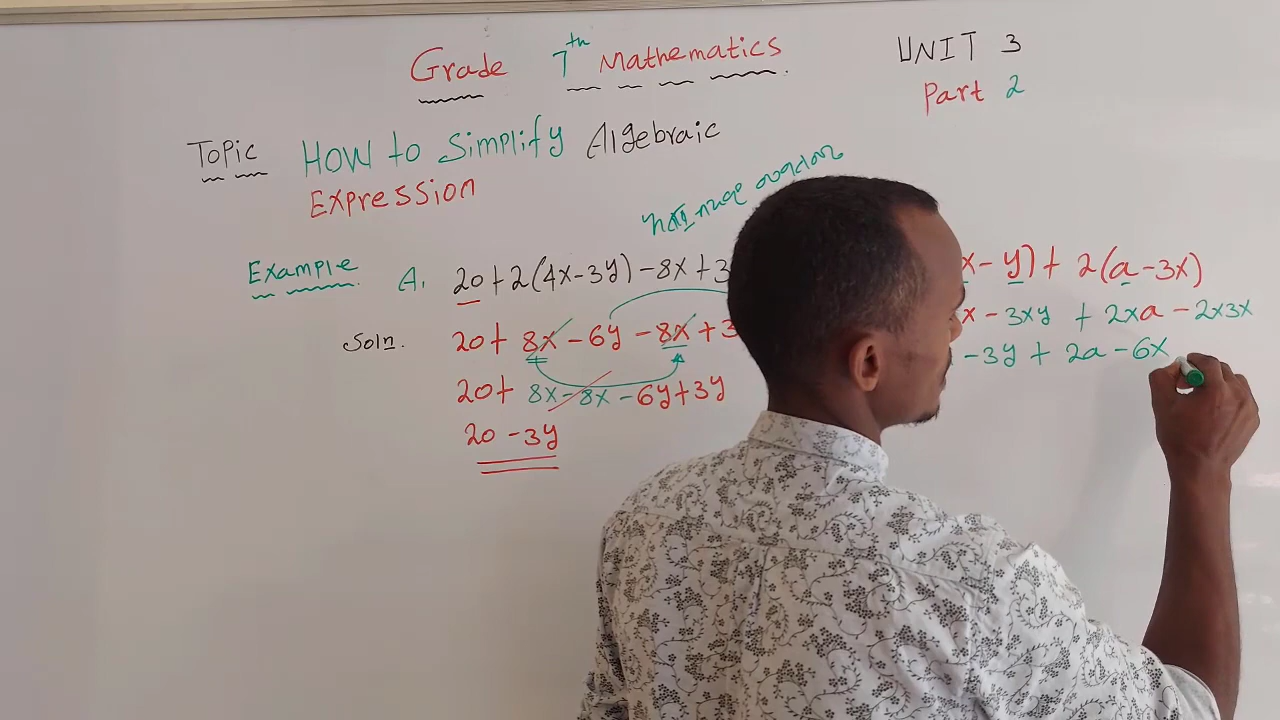 Grade 7th Mathematics
UNIT 3
Part 2
Topic How to Simplify Algebraic
Expression
Example A. 20+2(4x-3y)-8x+3
Soln. 20+ 8x-6y-8x+3
20+ 8x-8x-6y+3y
20-3y
x-y)+ 2(a-3x)
x - 3xy + 2xa - 2x3x
-3y + 2a -6x